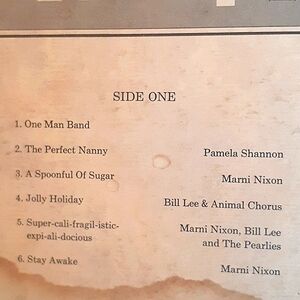 SIDE ONE
1. One Man Band
2. The Perfect Nanny Pamela Shannon
3. A Spoonful Of Sugar Marni Nixon
4. Jolly Holiday Bill Lee & Animal Chorus
5. Super-cali-fragil-istic- Marni Nixon, Bill Lee
expi-ali-docious and The Pearlies
6. Stay Awake Marni Nixon